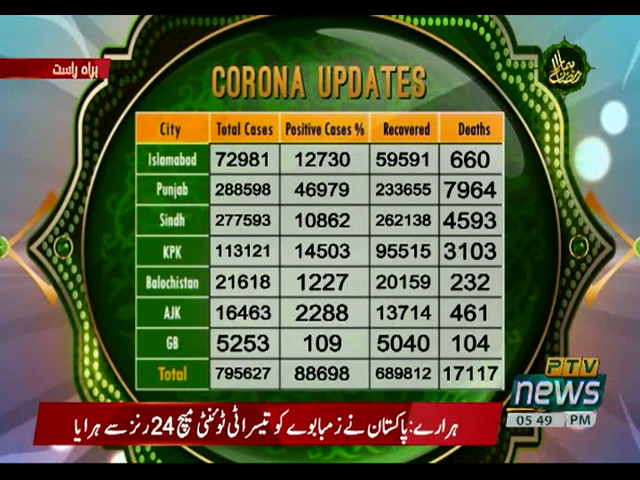 براہ راست
CORONA UPDATES
City Total Cases Positive Cases % Recovered Deaths
Islamabad 72981 12730 59591 660
Punjab 288598 46979 233655 7964
Sindh 277593 10862 262138 4593
KPK 113121 14503 95515 3103
Balochistan 21618 1227 20159 232
AJK 16463 2288 13714 461
GB 5253 109 5040 104
Total 795627 88698 689812 17117
PTV
news
05:49 PM
ہرارے: پاکستان نے زمبابوے کو تیسرا ٹی ٹوئنٹی میچ 24 رنز سے ہرایا